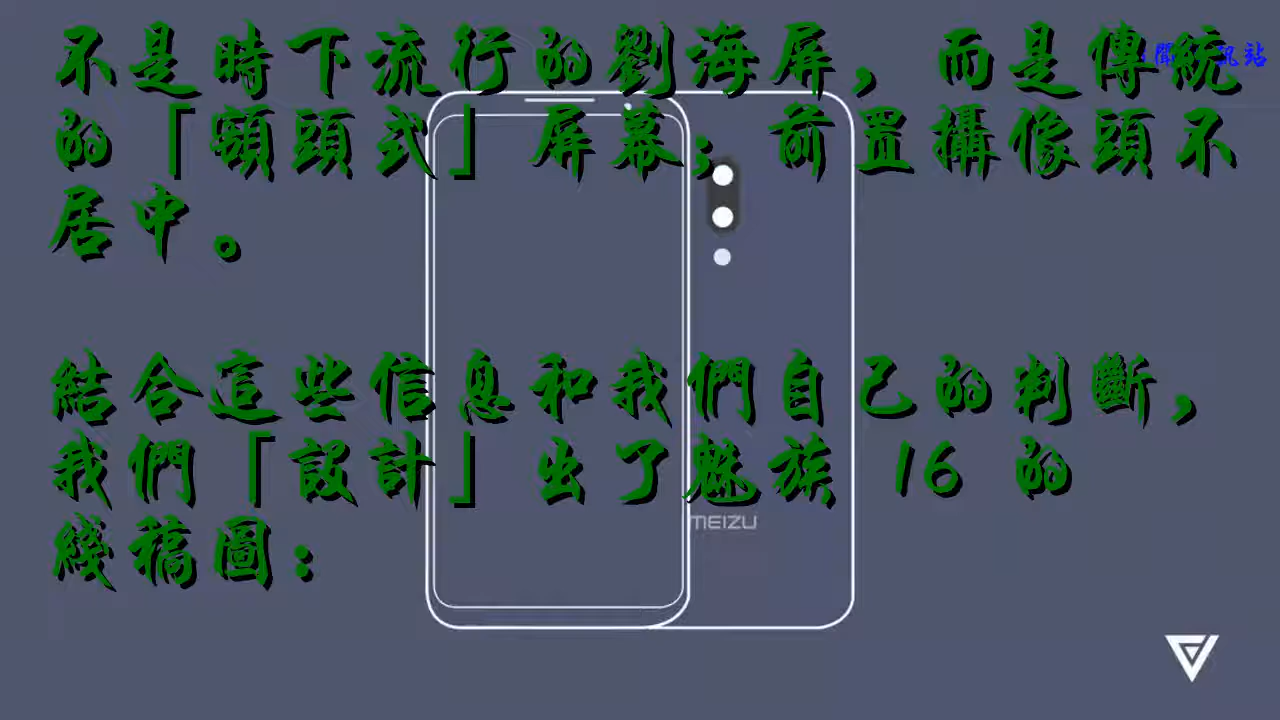 不是時下流行的劉海屏，而是傳統
的「額頭式」屏幕；前置攝像頭不
居中。
結合這些信息和我們自己的判斷，
我們「設計」出了魅族 16 的
綫稿圖：
MEIZU